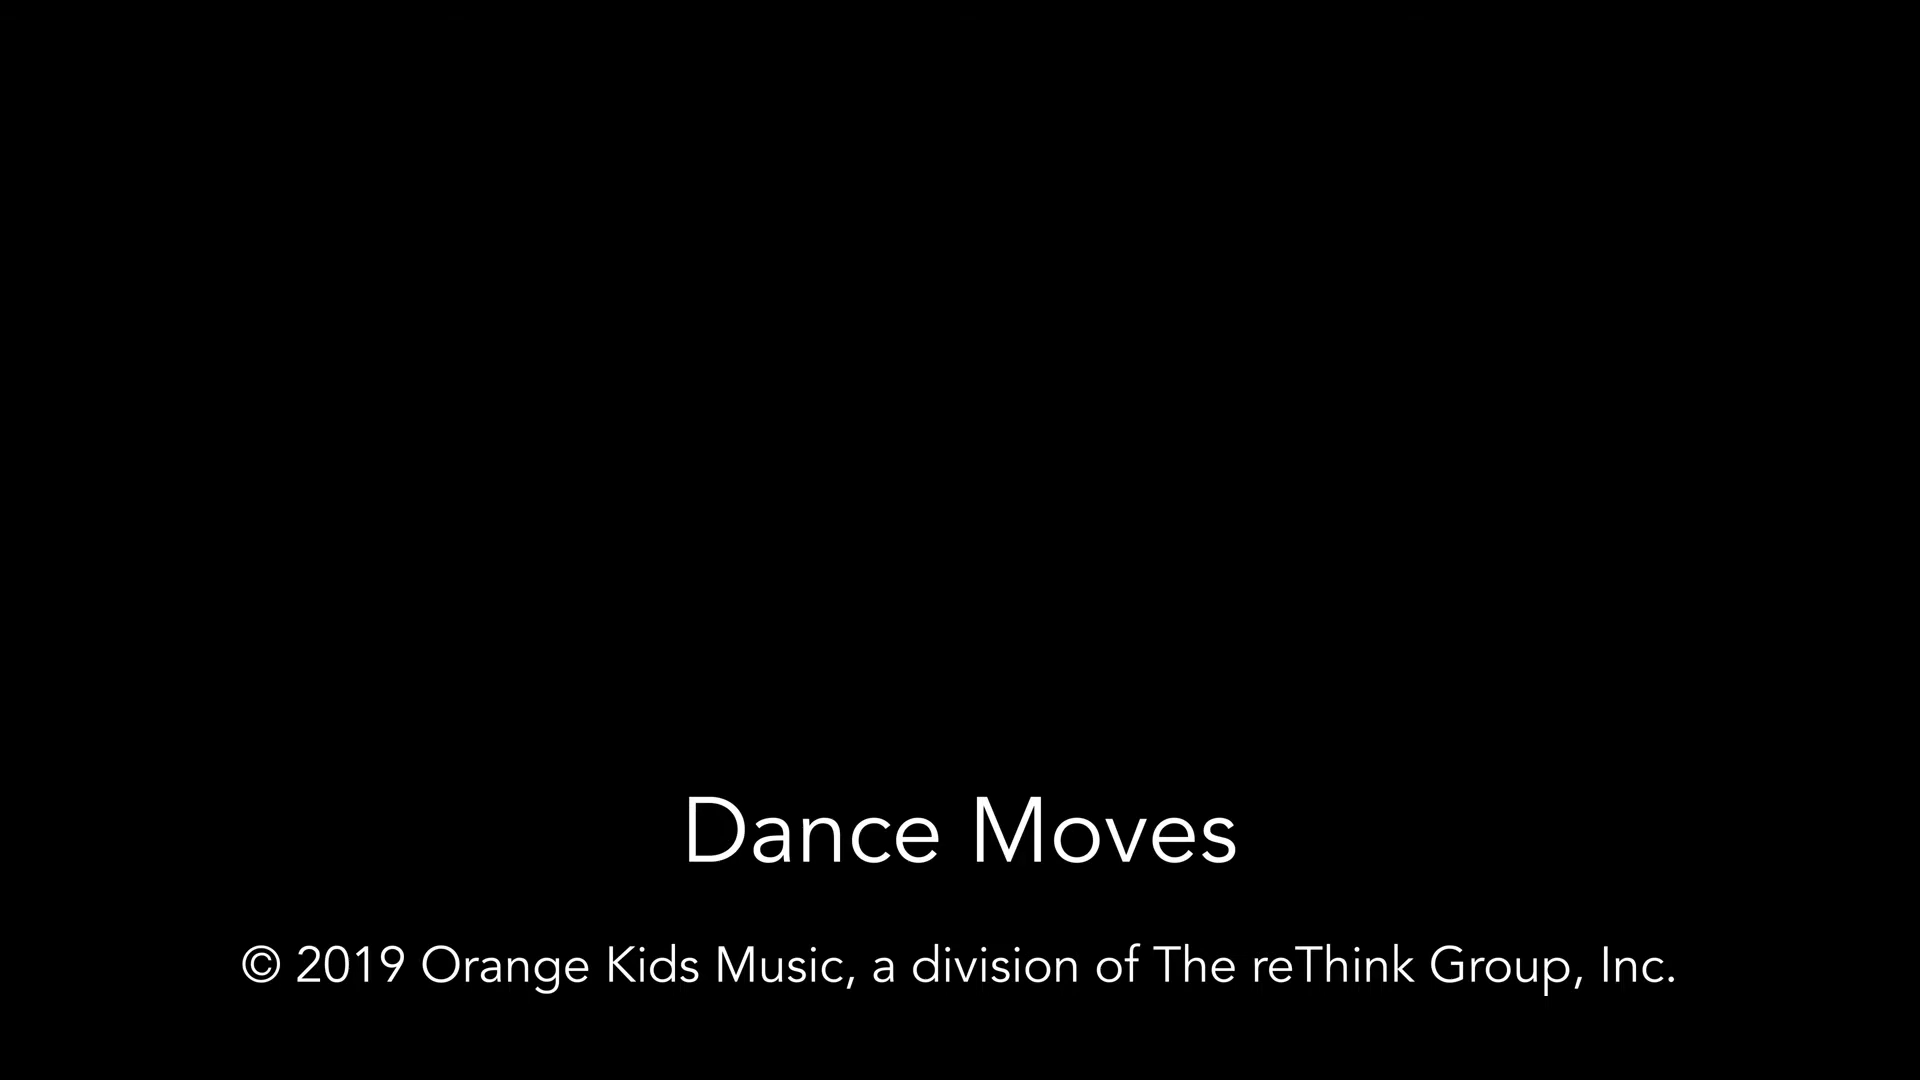 Dance Moves
© 2019 Orange Kids Music, a division of The reThink Group, Inc.